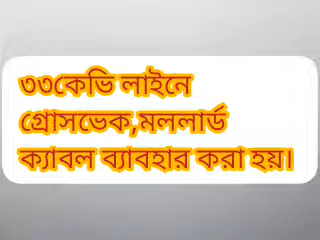 ৩৩কেভি লাইনে
গ্রোসভেক,মললার্ড
ক্যাবল ব্যাবহার করা হয়।